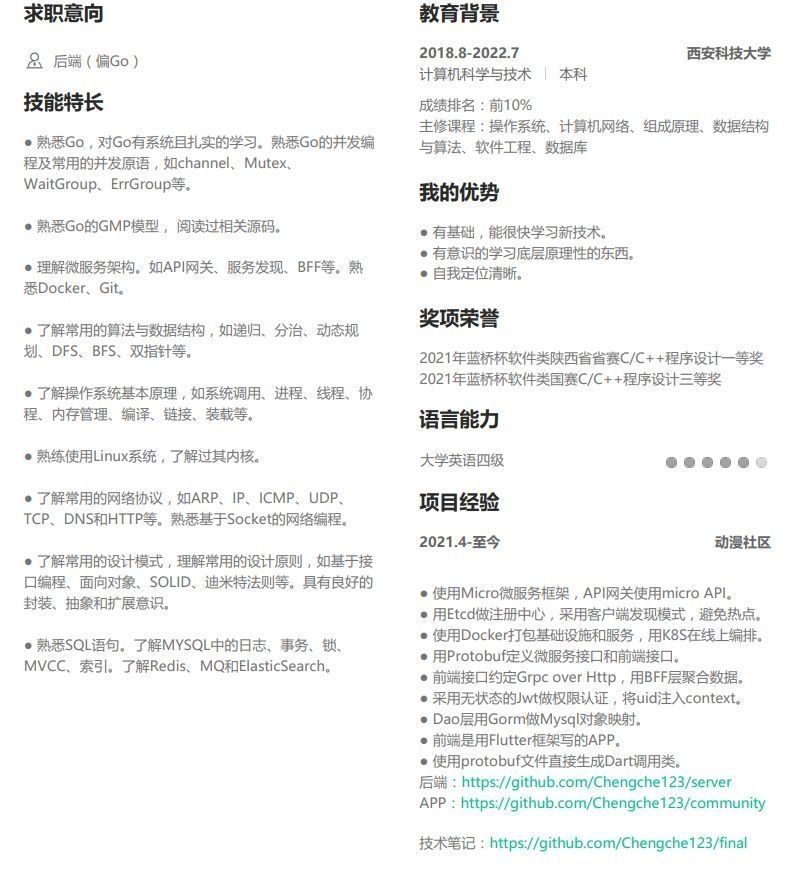 求职意向
后端（偏Go）
技能特长
● 熟悉Go，对Go有系统且扎实的学习。熟悉Go的并发编
程及常用的并发原语，如channel、Mutex、
WaitGroup、ErrGroup等。
● 熟悉Go的GMP模型， 阅读过相关源码。
● 理解微服务架构。如API网关、服务发现、BFF等。熟
悉Docker、Git。
● 了解常用的算法与数据结构，如递归、分治、动态规
划、DFS、BFS、双指针等。
● 了解操作系统基本原理，如系统调用、进程、线程、协
程、内存管理、编译、链接、装载等。
● 熟练使用Linux系统，了解过其内核。
● 了解常用的网络协议，如ARP、IP、ICMP、UDP、
TCP、DNS和HTTP等。熟悉基于Socket的网络编程。
● 了解常用的设计模式，理解常用的设计原则，如基于接
口编程、面向对象、SOLID、迪米特法则等。具有良好的
封装、抽象和扩展意识。
● 熟悉SQL语句。了解MYSQL中的日志、事务、锁、
MVCC、索引。了解Redis、MQ和ElasticSearch。
教育背景
2018.8-2022.7 西安科技大学
计算机科学与技术 | 本科
成绩排名：前10%
主修课程：操作系统、计算机网络、组成原理、数据结构
与算法、软件工程、数据库
我的优势
● 有基础，能很快学习新技术。
● 有意识的学习底层原理性的东西。
● 自我定位清晰。
奖项荣誉
2021年蓝桥杯软件类陕西省省赛C/C++程序设计一等奖
2021年蓝桥杯软件类国赛C/C++程序设计三等奖
语言能力
大学英语四级
项目经验
2021.4-至今 动漫社区
● 使用Micro微服务框架，API网关使用micro API。
● 用Etcd做注册中心，采用客户端发现模式，避免热点。
● 使用Docker打包基础设施和服务，用K8S在线上编排。
● 用Protobuf定义微服务接口和前端接口。
● 前端接口约定Grpc over Http，用BFF层聚合数据。
● 采用无状态的Jwt做权限认证，将uid注入context。
● Dao层用Gorm做Mysql对象映射。
● 前端是用Flutter框架写的APP。
● 使用protobuf文件直接生成Dart调用类。
后端：https://github.com/Chengche123/server
APP：https://github.com/Chengche123/community
技术笔记：https://github.com/Chengche123/final